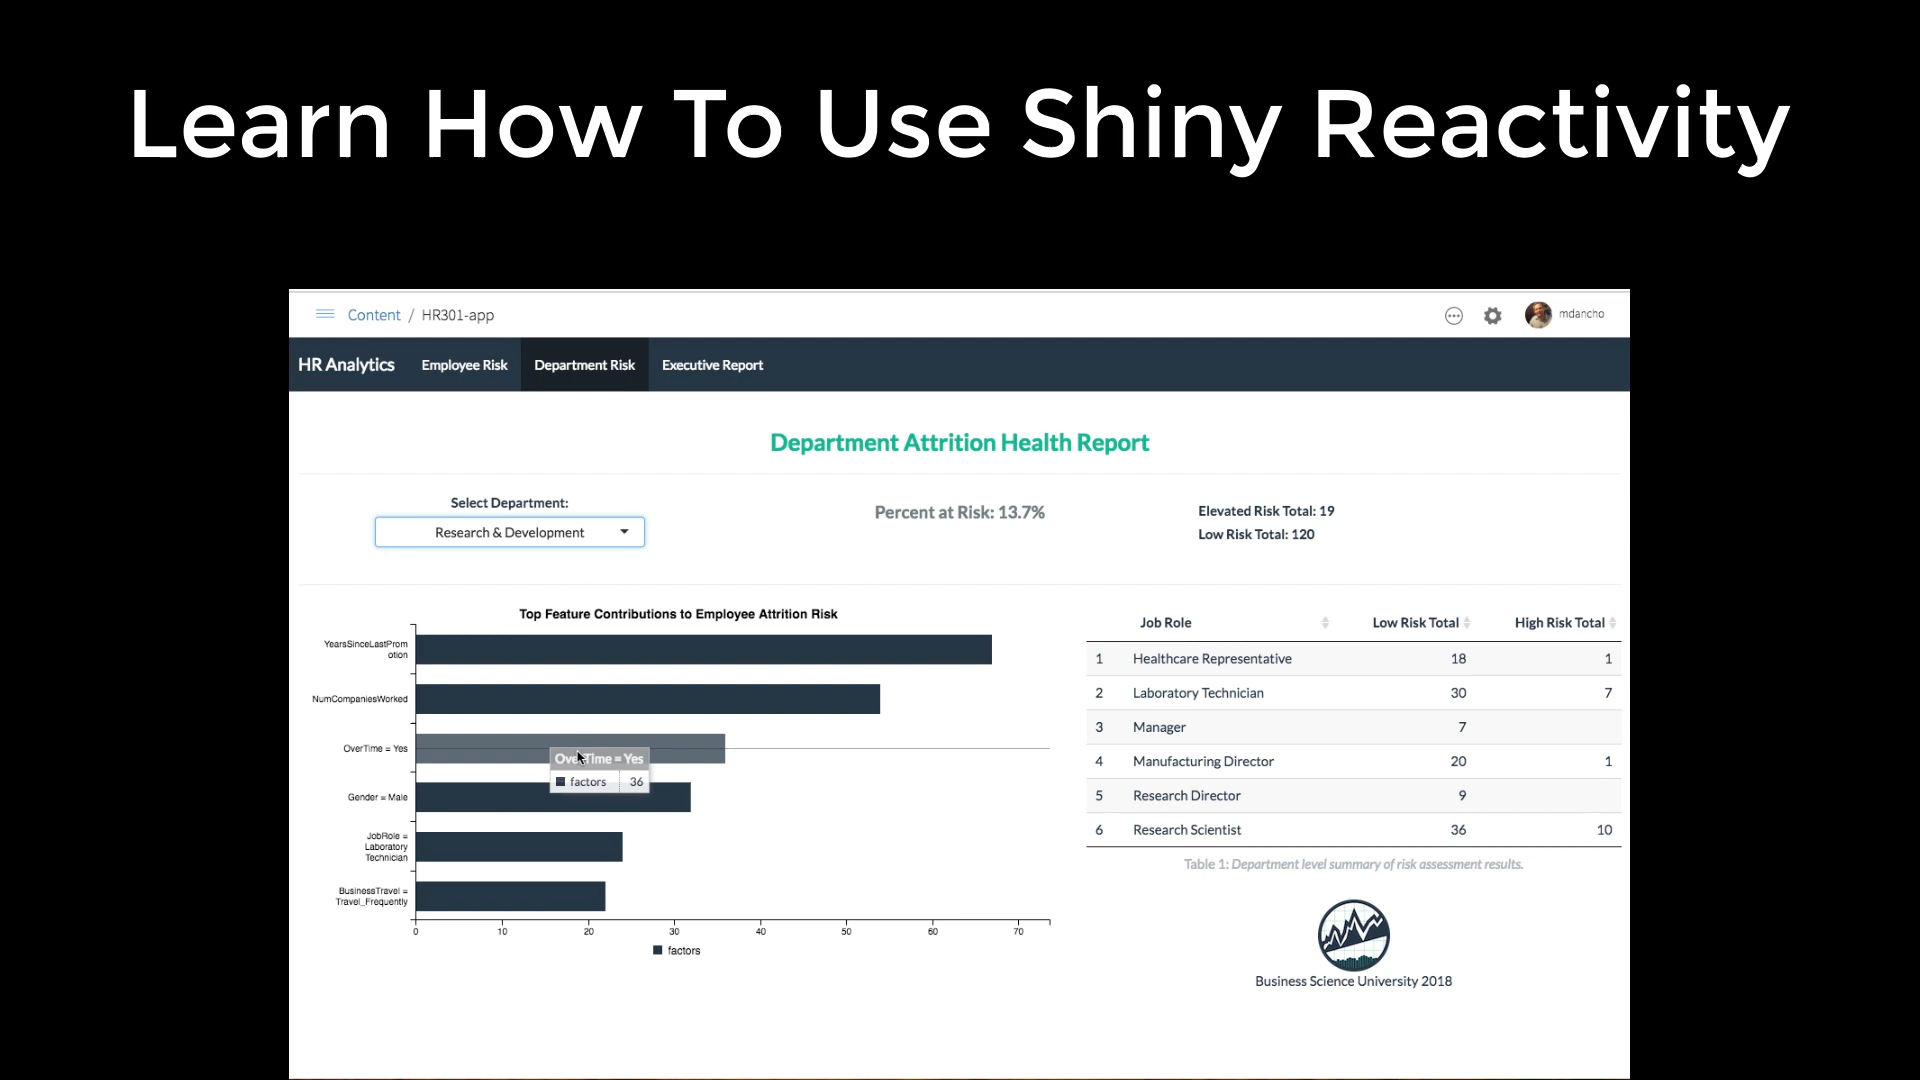 Learn How To Use Shiny Reactivity
Content / HR301-app
mdancho
HR Analytics
Employee Risk
Department Risk
Executive Report
Department Attrition Health Report
Select Department:
Research & Development
Percent at Risk: 13.7%
Elevated Risk Total: 19
Low Risk Total: 120
Top Feature Contributions to Employee Attrition Risk
YearsSinceLastProm
otion
NumCompaniesWorked
OverTime = Yes
OverTime = Yes
factors 36
Gender = Male
JobRole =
Laboratory
Technician
BusinessTravel =
Travel_Frequently
0 10 20 30 40 50 60 70
factors
Job Role Low Risk Total High Risk Total
1 Healthcare Representative 18 1
2 Laboratory Technician 30 7
3 Manager 7
4 Manufacturing Director 20 1
5 Research Director 9
6 Research Scientist 36 10
Table 1: Department level summary of risk assessment results.
Business Science University 2018